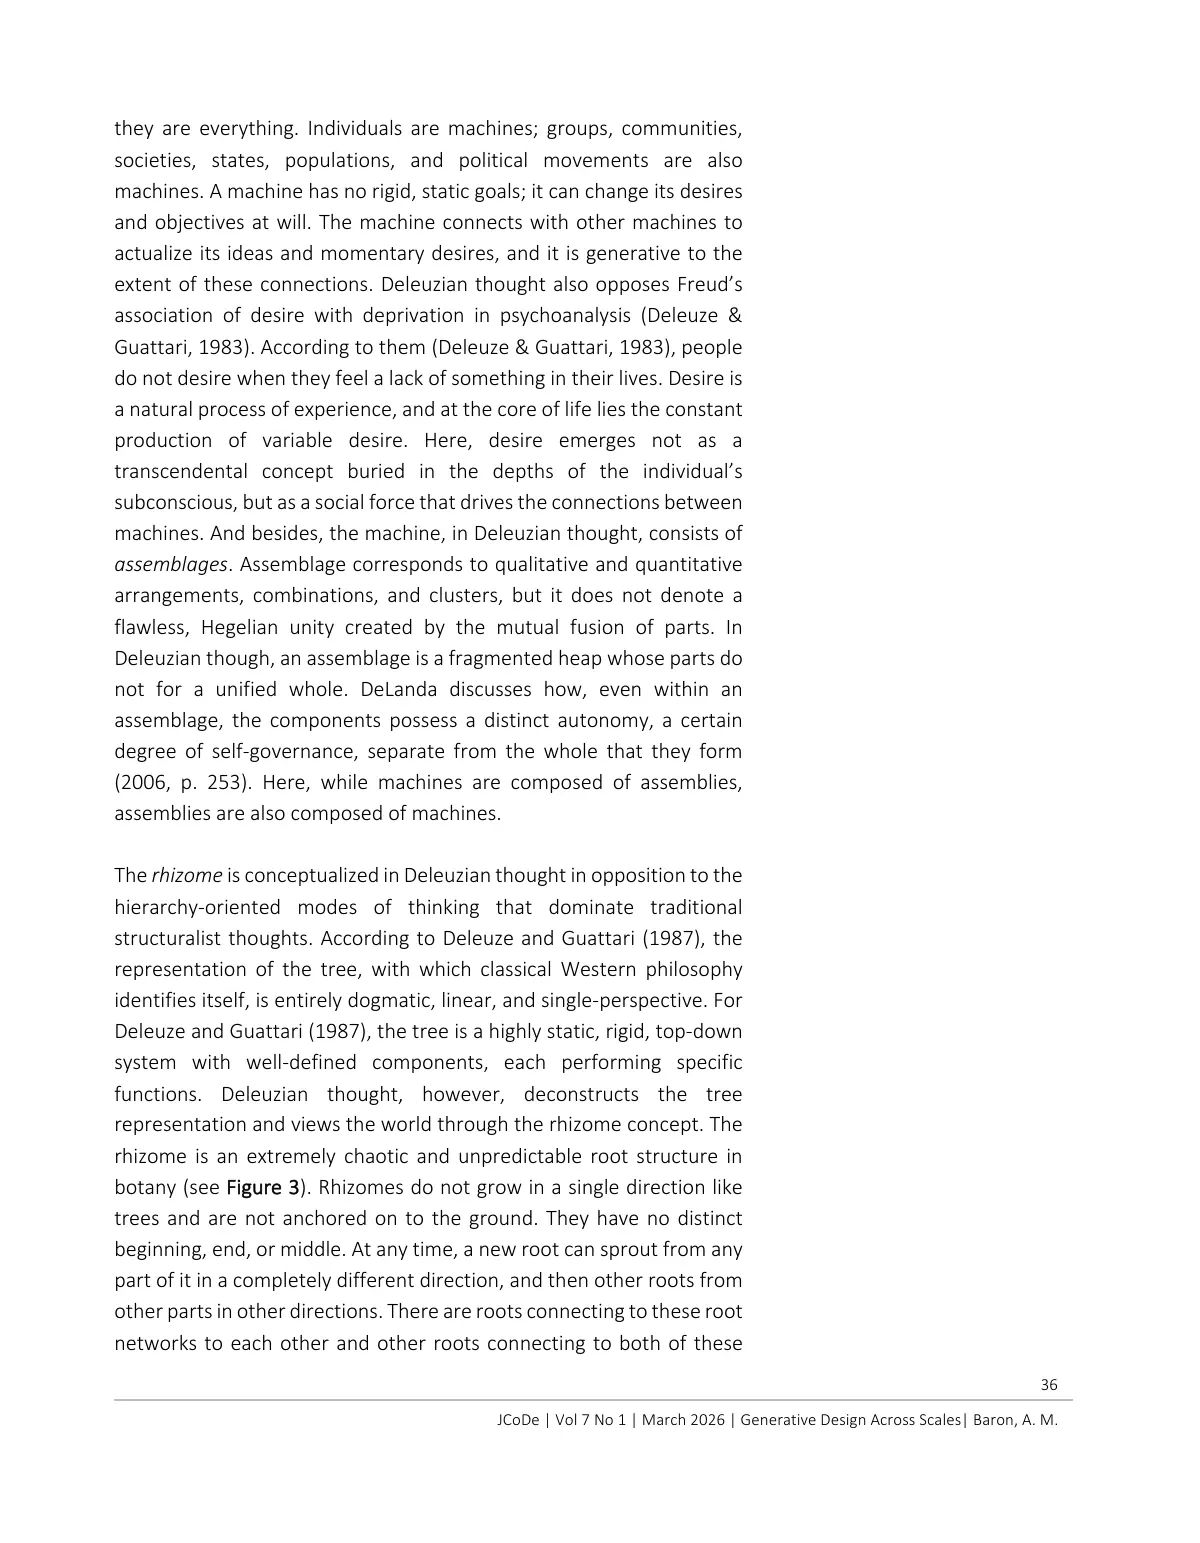 they are everything. Individuals are machines; groups, communities,
societies, states, populations, and political movements are also
machines. A machine has no rigid, static goals; it can change its desires
and objectives at will. The machine connects with other machines to
actualize its ideas and momentary desires, and it is generative to the
extent of these connections. Deleuzian thought also opposes Freud’s
association of desire with deprivation in psychoanalysis (Deleuze &
Guattari, 1983). According to them (Deleuze & Guattari, 1983), people
do not desire when they feel a lack of something in their lives. Desire is
a natural process of experience, and at the core of life lies the constant
production of variable desire. Here, desire emerges not as a
transcendental concept buried in the depths of the individual’s
subconscious, but as a social force that drives the connections between
machines. And besides, the machine, in Deleuzian thought, consists of
assemblages. Assemblage corresponds to qualitative and quantitative
arrangements, combinations, and clusters, but it does not denote a
flawless, Hegelian unity created by the mutual fusion of parts. In
Deleuzian though, an assemblage is a fragmented heap whose parts do
not for a unified whole. DeLanda discusses how, even within an
assemblage, the components possess a distinct autonomy, a certain
degree of self-governance, separate from the whole that they form
(2006, p. 253). Here, while machines are composed of assemblies,
assemblies are also composed of machines.
The rhizome is conceptualized in Deleuzian thought in opposition to the
hierarchy-oriented modes of thinking that dominate traditional
structuralist thoughts. According to Deleuze and Guattari (1987), the
representation of the tree, with which classical Western philosophy
identifies itself, is entirely dogmatic, linear, and single-perspective. For
Deleuze and Guattari (1987), the tree is a highly static, rigid, top-down
system with well-defined components, each performing specific
functions. Deleuzian thought, however, deconstructs the tree
representation and views the world through the rhizome concept. The
rhizome is an extremely chaotic and unpredictable root structure in
botany (see Figure 3). Rhizomes do not grow in a single direction like
trees and are not anchored on to the ground. They have no distinct
beginning, end, or middle. At any time, a new root can sprout from any
part of it in a completely different direction, and then other roots from
other parts in other directions. There are roots connecting to these root
networks to each other and other roots connecting to both of these
36
JCoDe | Vol 7 No 1 | March 2026 | Generative Design Across Scales| Baron, A. M.